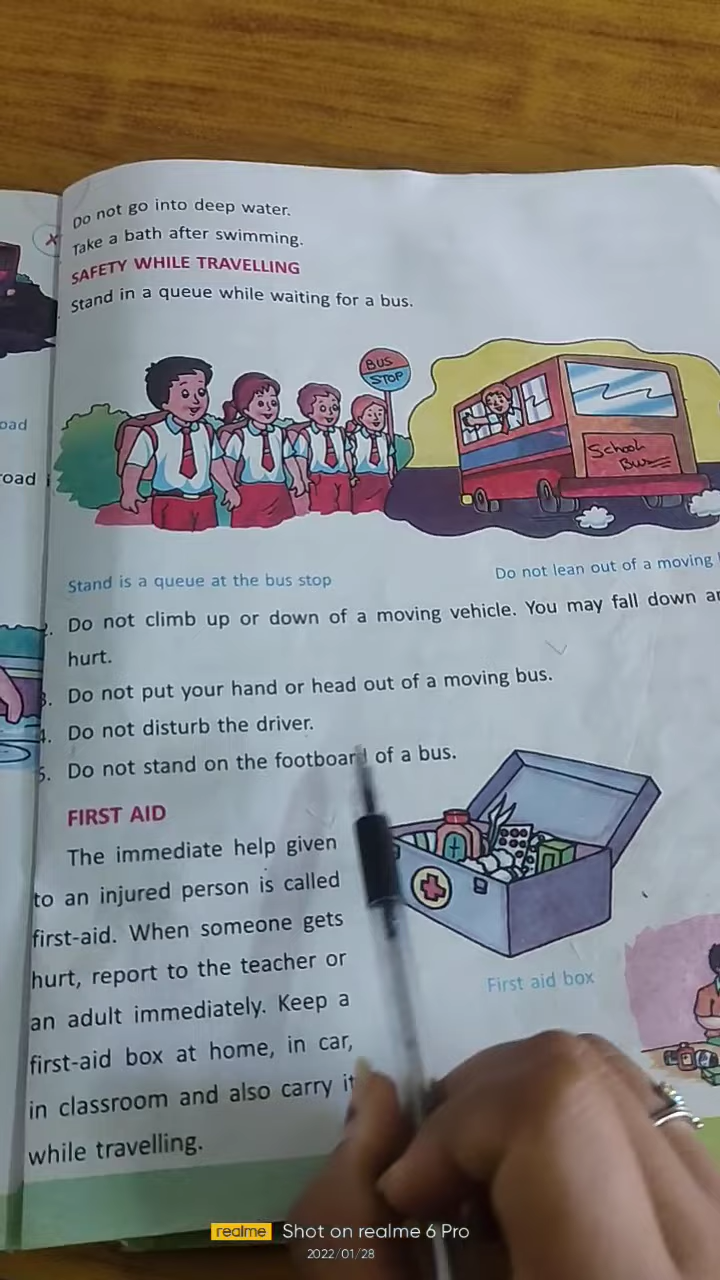 Do not go into deep water.
Take a bath after swimming.
SAFETY WHILE TRAVELLING
Stand in a queue while waiting for a bus.
BUS
STOP
School
Bus
oad
road
Stand is a queue at the bus stop
Do not lean out of a moving
2. Do not climb up or down of a moving vehicle. You may fall down
hurt.
3. Do not put your hand or head out of a moving bus.
4. Do not disturb the driver.
5. Do not stand on the footboard of a bus.
FIRST AID
The immediate help given
to an injured person is called
first-aid. When someone gets
hurt, report to the teacher or
an adult immediately. Keep a
first-aid box at home, in car,
in classroom and also carry it
while travelling.
First aid box
realme Shot on realme 6 Pro
2022/01/28